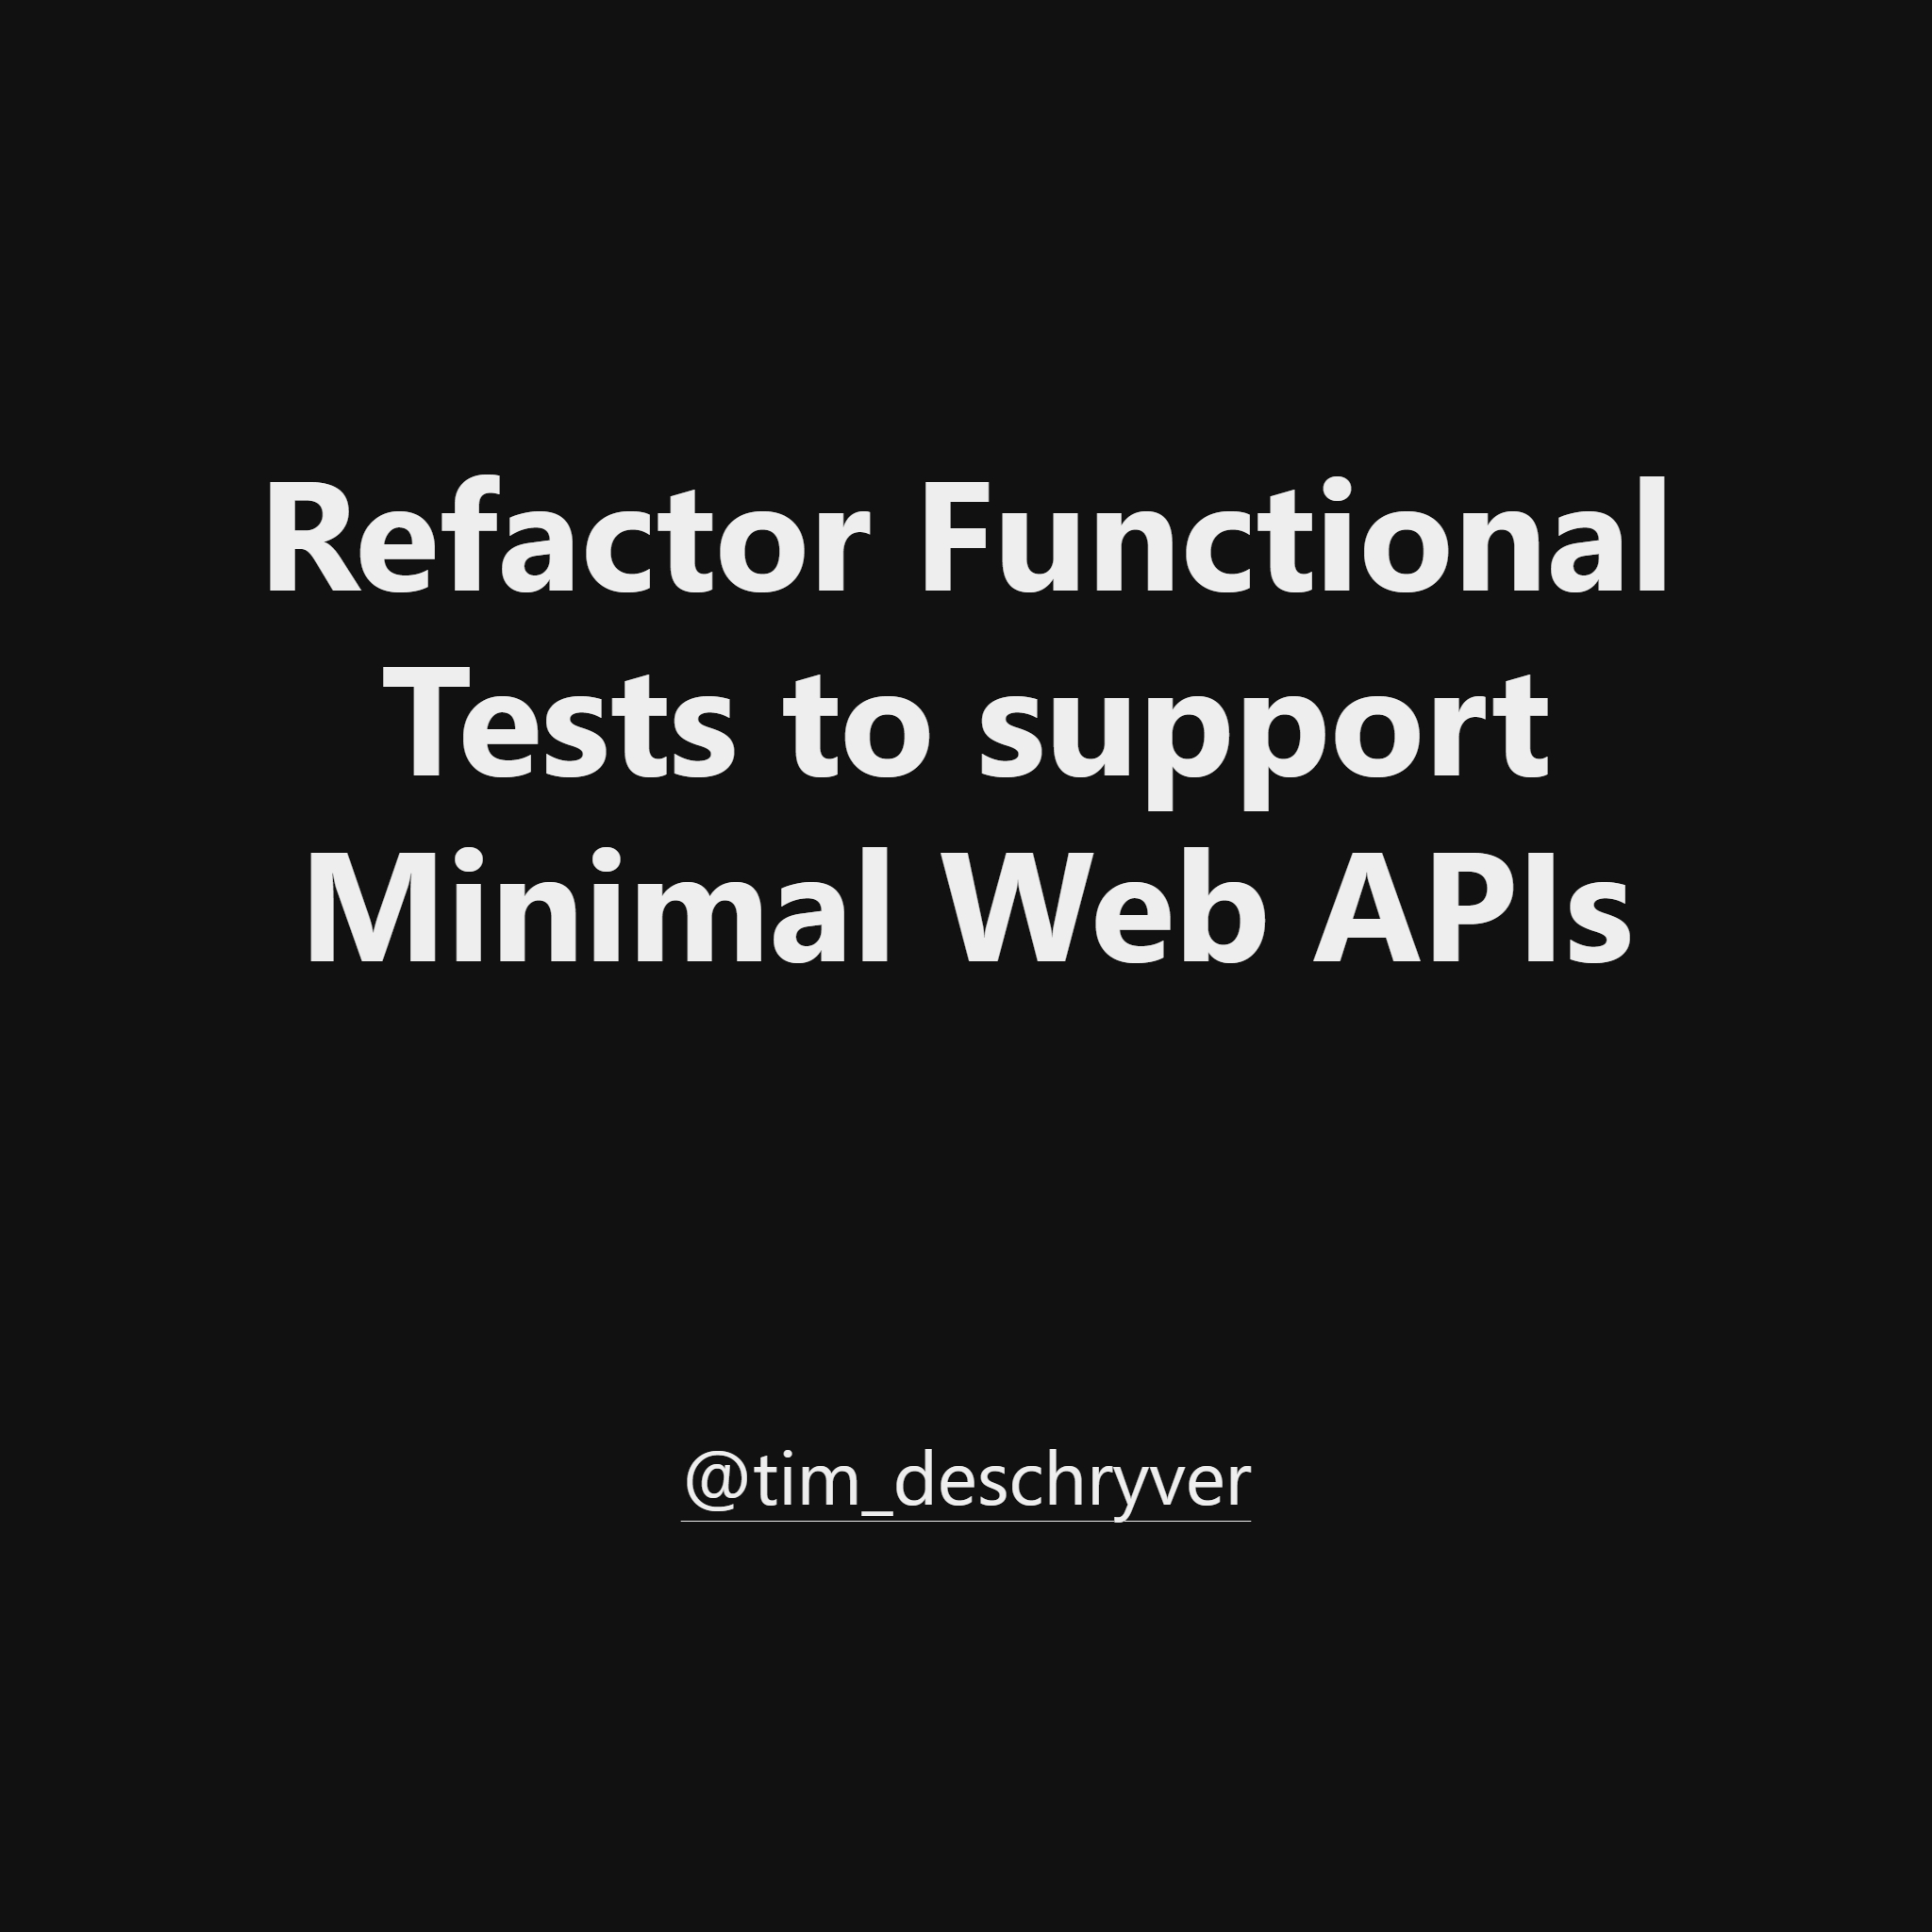 Refactor Functional
Tests to support
Minimal Web APIs
@tim_deschryver